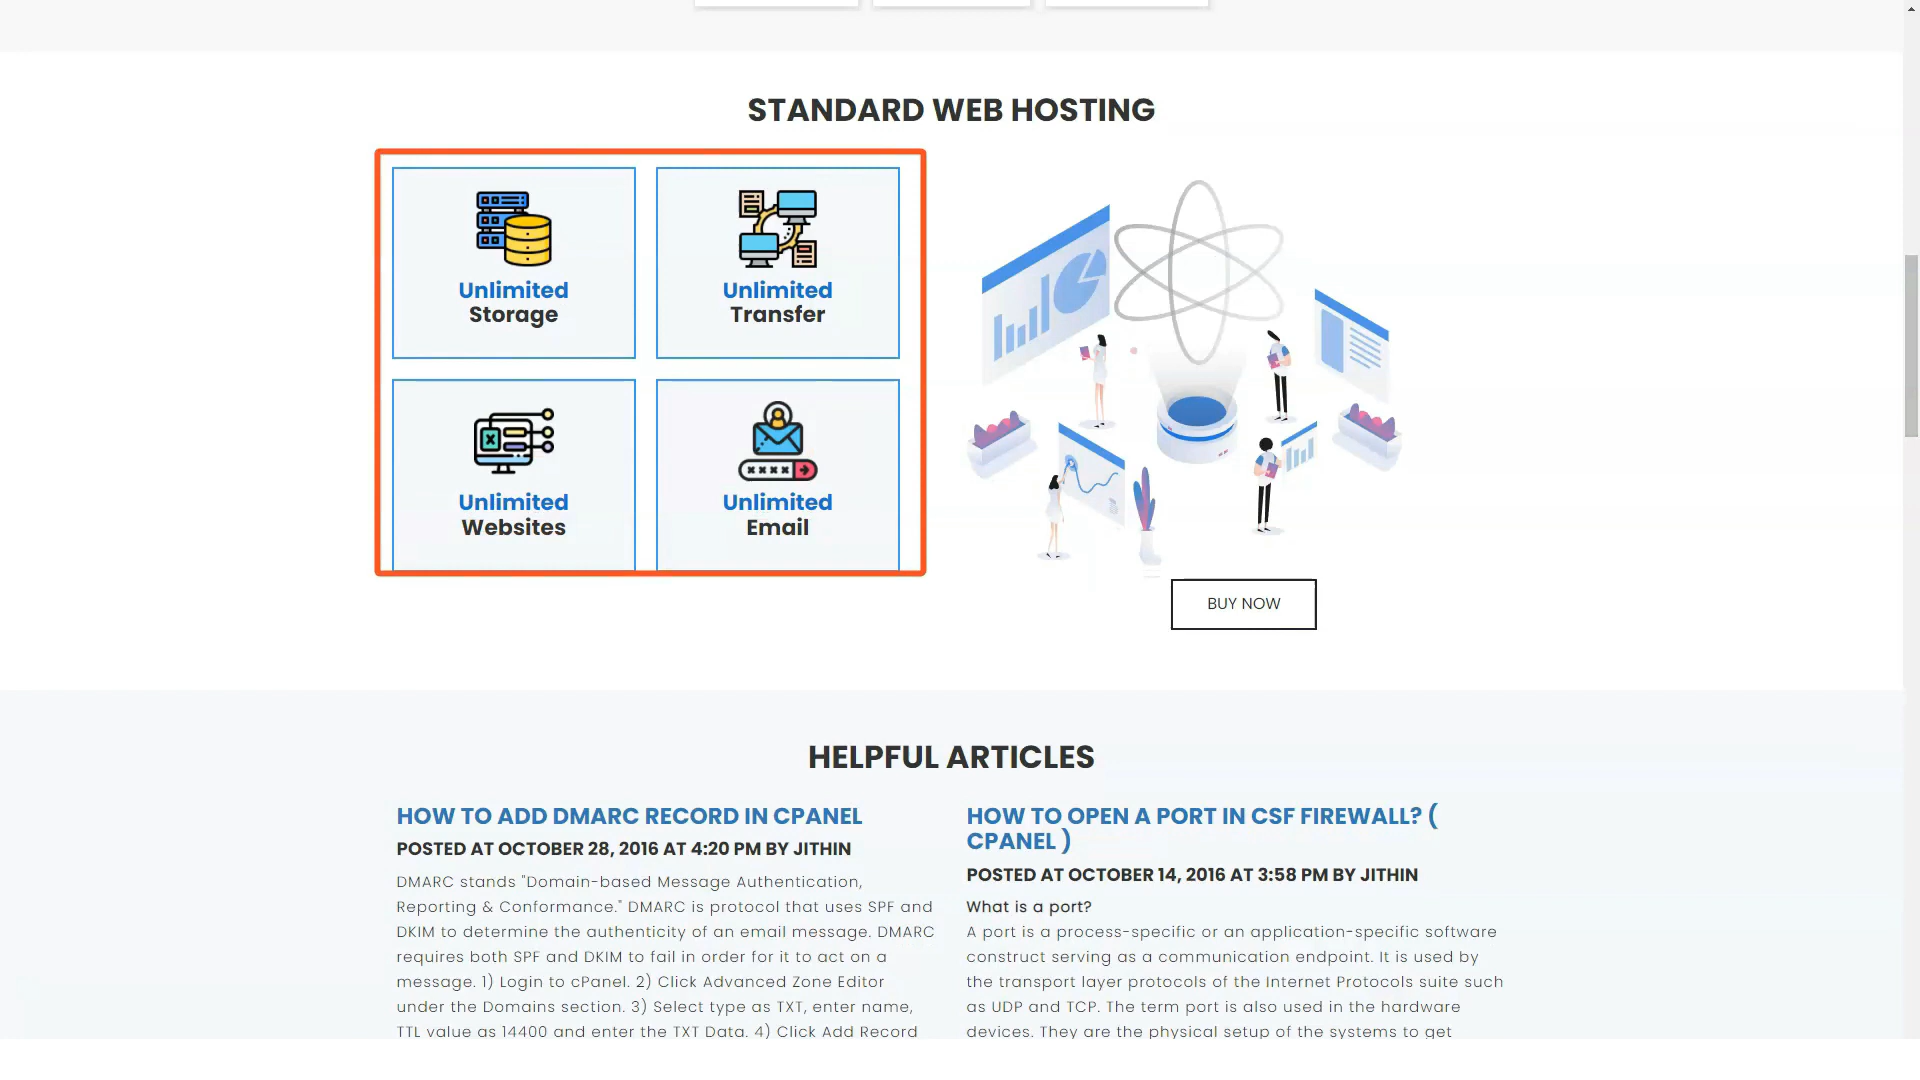 STANDARD WEB HOSTING
Unlimited
Storage
Unlimited
Transfer
Unlimited
Websites
Unlimited
Email
BUY NOW
HELPFUL ARTICLES
HOW TO ADD DMARC RECORD IN CPANEL
POSTED AT OCTOBER 28, 2016 AT 4:20 PM BY JITHIN
DMARC stands "Domain-based Message Authentication,
Reporting & Conformance." DMARC is protocol that uses SPF and
DKIM to determine the authenticity of an email message. DMARC
requires both SPF and DKIM to fail in order for it to act on a
message. 1) Login to cPanel. 2) Click Advanced Zone Editor
under the Domains section. 3) Select type as TXT, enter name,
TTL value as 14400 and enter the TXT Data. 4) Click Add Record
HOW TO OPEN A PORT IN CSF FIREWALL? (
CPANEL )
POSTED AT OCTOBER 14, 2016 AT 3:58 PM BY JITHIN
What is a port?
A port is a process-specific or an application-specific software
construct serving as a communication endpoint. It is used by
the transport layer protocols of the Internet Protocols suite such
as UDP and TCP. The term port is also used in the hardware
devices. They are the physical setup of the systems to get